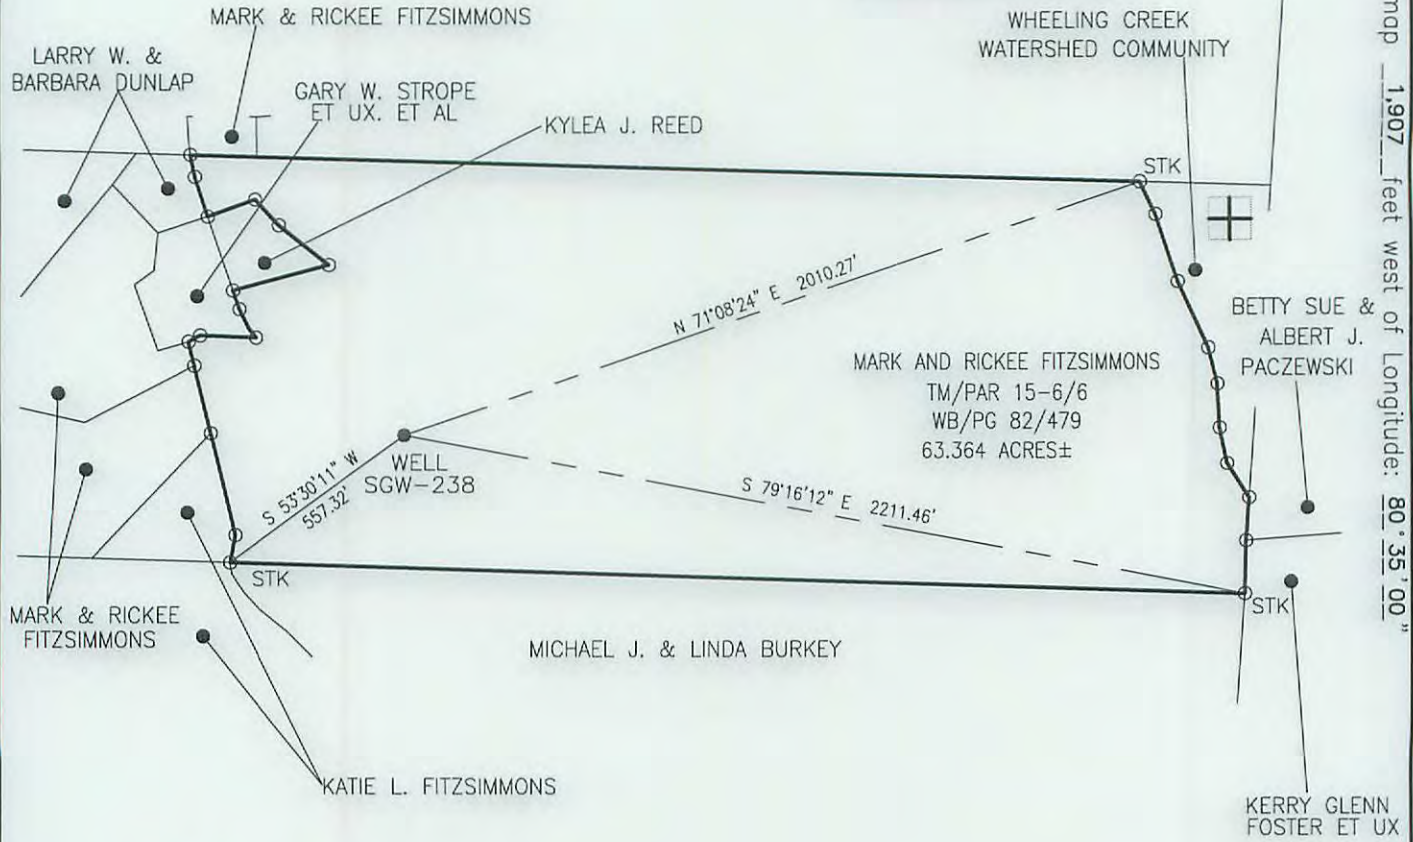 MARK & RICKEE FITZSIMMONS
WHEELING CREEK
WATERSHED COMMUNITY
LARRY W. &
BARBARA DUNLAP
GARY W. STROPE
ET UX. ET AL
KYLEA J. REED
STK
map 1,907 feet west of Longitude: 80°35'00"
N 71°08'24" E 2010.27'
BETTY SUE &
ALBERT J.
PACZEWSKI
MARK AND RICKEE FITZSIMMONS
TM/PAR 15-6/6
WB/PG 82/479
63.364 ACRES±
WELL
SGW-238
S 53°30'11" W
557.32'
S 79°16'12" E 2211.46'
STK
STK
MARK & RICKEE
FITZSIMMONS
MICHAEL J. & LINDA BURKEY
KATIE L. FITZSIMMONS
KERRY GLENN
FOSTER ET UX